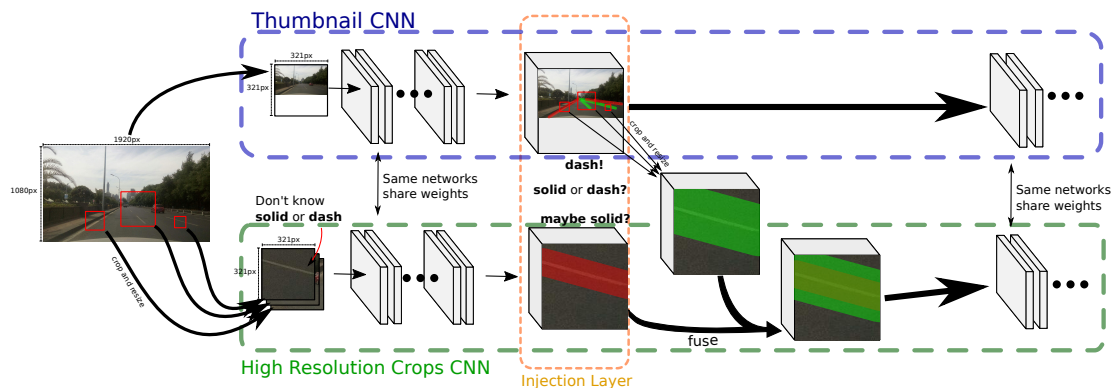 Thumbnail CNN
321px
321px
1920px
1080px
crop and resize
dash!
solid or dash?
maybe solid?
Same networks
share weights
Same networks
share weights
Don't know
solid or dash
321px
321px
crop and resize
fuse
High Resolution Crops CNN
Injection Layer